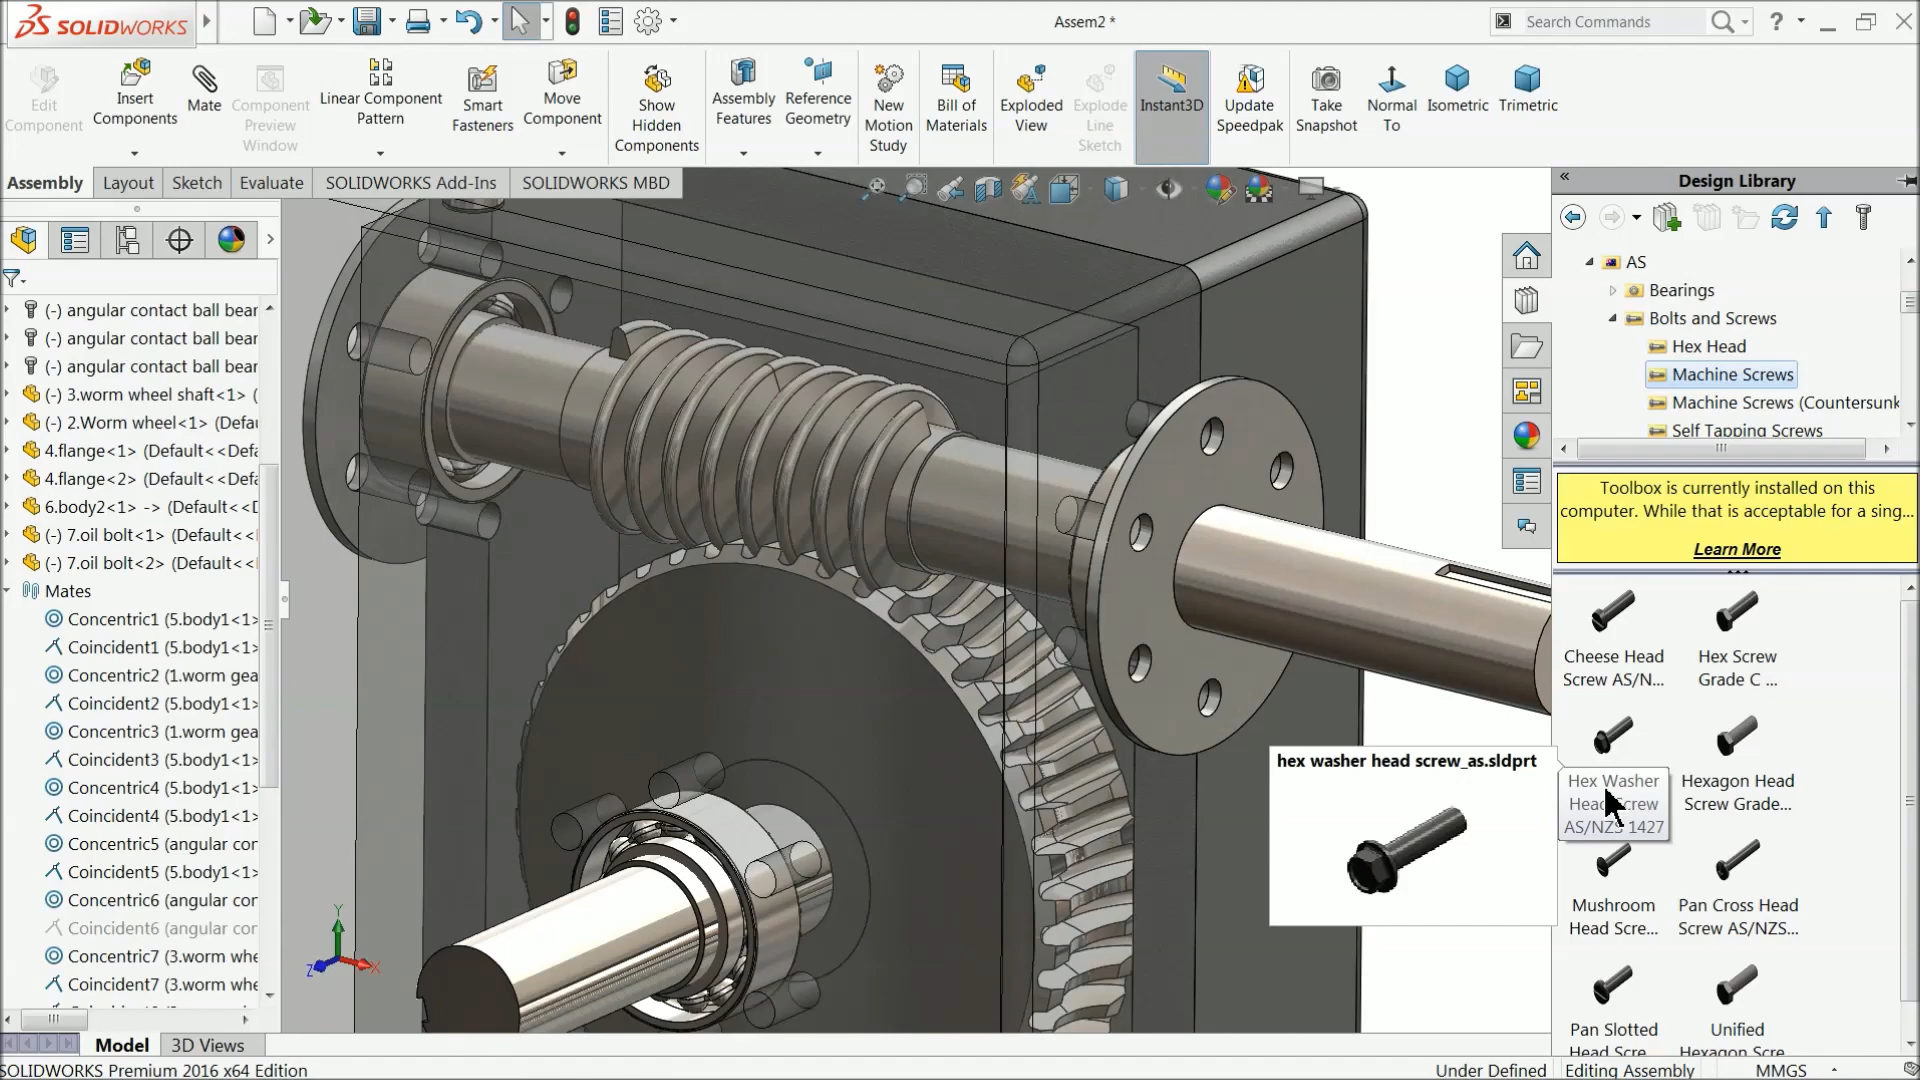 SOLIDWORKS
Assem2 *
Search Commands
Edit
Component
Insert
Components
Mate
Component
Preview
Window
Linear Component
Pattern
Smart
Fasteners
Move
Component
Show
Hidden
Components
Assembly
Features
Reference
Geometry
New
Motion
Study
Bill of
Materials
Exploded
View
Explode
Line
Sketch
Instant3D
Update
Speedpak
Take
Snapshot
Normal
To
Isometric
Trimetric
Assembly
Layout
Sketch
Evaluate
SOLIDWORKS Add-Ins
SOLIDWORKS MBD
(-) angular contact ball bear
(-) angular contact ball bear
(-) angular contact ball bear
(-) 3.worm wheel shaft<1> (
(-) 2.Worm wheel<1> (Defau
4.flange<1> (Default<<Defa
4.flange<2> (Default<<Defa
6.body2<1> -> (Default<<D
(-) 7.oil bolt<1> (Default<<
(-) 7.oil bolt<2> (Default<<
Mates
Concentric1 (5.body1<1>
Coincident1 (5.body1<1>
Concentric2 (1.worm gea
Coincident2 (5.body1<1>
Concentric3 (1.worm gea
Coincident3 (5.body1<1>
Concentric4 (5.body1<1>
Coincident4 (5.body1<1>
Concentric5 (angular con
Coincident5 (5.body1<1>
Concentric6 (angular con
Coincident6 (angular con
Concentric7 (3.worm whe
Coincident7 (3.worm whe
Y
Z
X
Design Library
AS
Bearings
Bolts and Screws
Hex Head
Machine Screws
Machine Screws (Countersunk
Self Tapping Screws
Toolbox is currently installed on this
computer. While that is acceptable for a sing...
Learn More
Cheese Head
Screw AS/N...
Hex Screw
Grade C ...
hex washer head screw_as.sldprt
Hex Washer
Head Screw
AS/NZS 1427
Hexagon Head
Screw Grade...
Mushroom
Head Scre...
Pan Cross Head
Screw AS/NZS...
Pan Slotted
Head Scre...
Unified
Hexagon Scre...
Model
3D Views
SOLIDWORKS Premium 2016 x64 Edition
Under Defined
Editing Assembly
MMGS